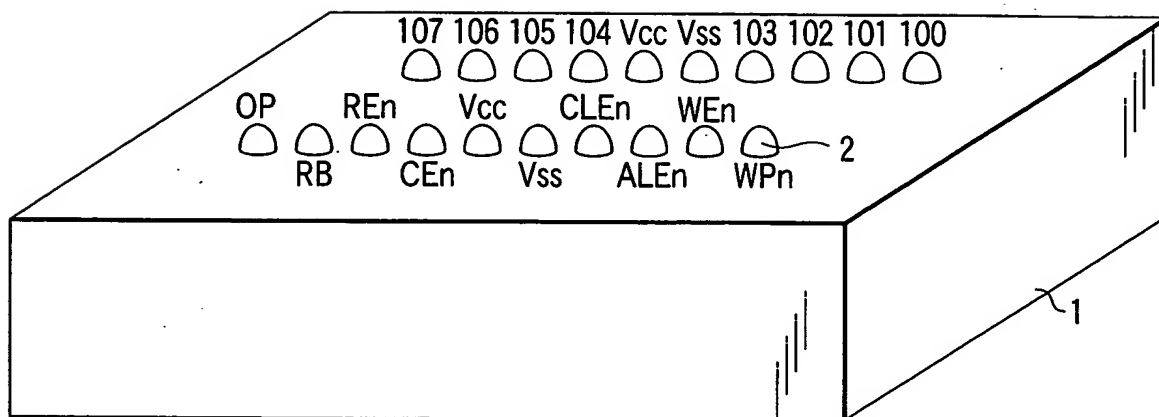 107 106 105 104 Vcc Vss 103 102 101 100
OP REn Vcc CLEn WEn
2
RB CEn Vss ALEn WPn
1